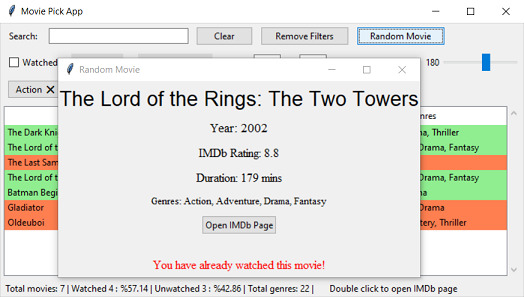 Movie Pick App
Search: Clear Remove Filters Random Movie
Watched 180
Action ✕
Random Movie
The Lord of the Rings: The Two Towers
Year: 2002
IMDb Rating: 8.8
Duration: 179 mins
Genres: Action, Adventure, Drama, Fantasy
Open IMDb Page
You have already watched this movie!
The Dark Kni a, Thriller
The Lord of t Drama, Fantasy
The Last Sam
The Lord of t Drama, Fantasy
Batman Begi ma
Gladiator Drama
Oldeuboi tery, Thriller
Total movies: 7 | Watched 4 : %57.14 | Unwatched 3 : %42.86 | Total genres: 22 | Double click to open IMDb page